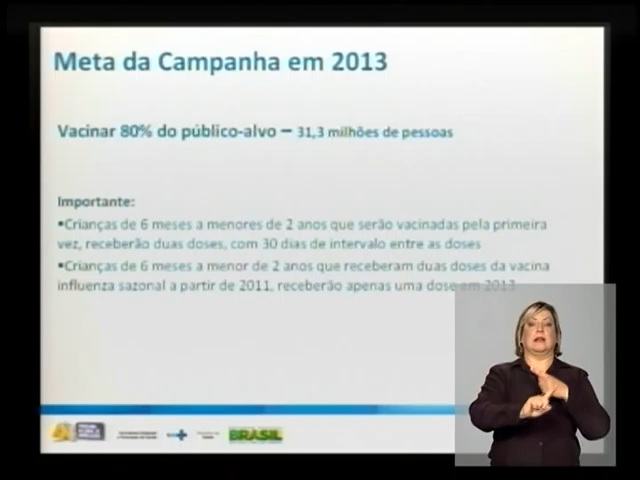 Meta da Campanha em 2013
Vacinar 80% do público-alvo – 31,3 milhões de pessoas
Importante:
▪Crianças de 6 meses a menores de 2 anos que serão vacinadas pela primeira
vez, receberão duas doses, com 30 dias de intervalo entre as doses
▪Crianças de 6 meses a menor de 2 anos que receberam duas doses da vacina
influenza sazonal a partir de 2011, receberão apenas uma dose em 2013
BRASIL